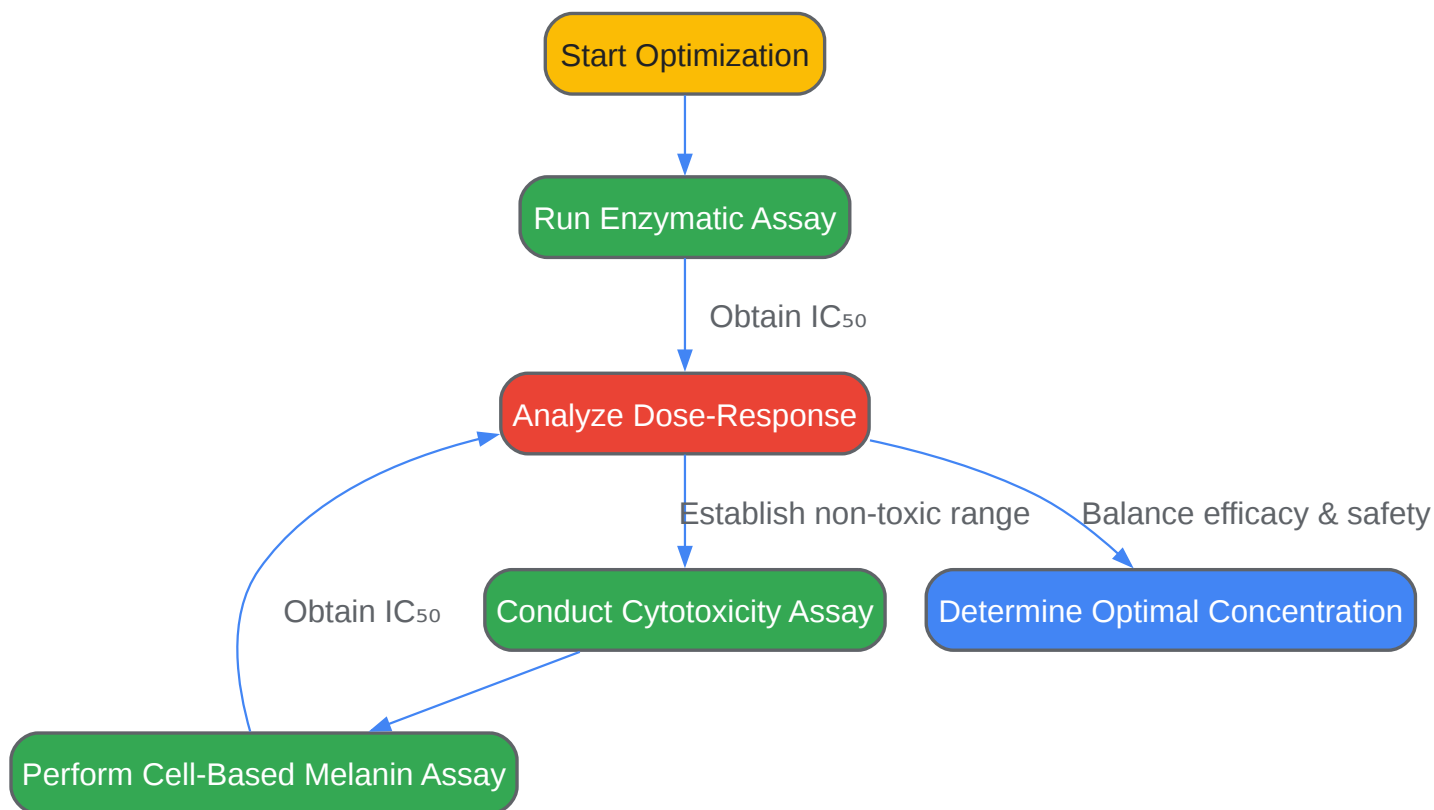 Start Optimization
Run Enzymatic Assay
Obtain IC₅₀
Analyze Dose-Response
Establish non-toxic range
Balance efficacy & safety
Obtain IC₅₀
Conduct Cytotoxicity Assay
Determine Optimal Concentration
Perform Cell-Based Melanin Assay